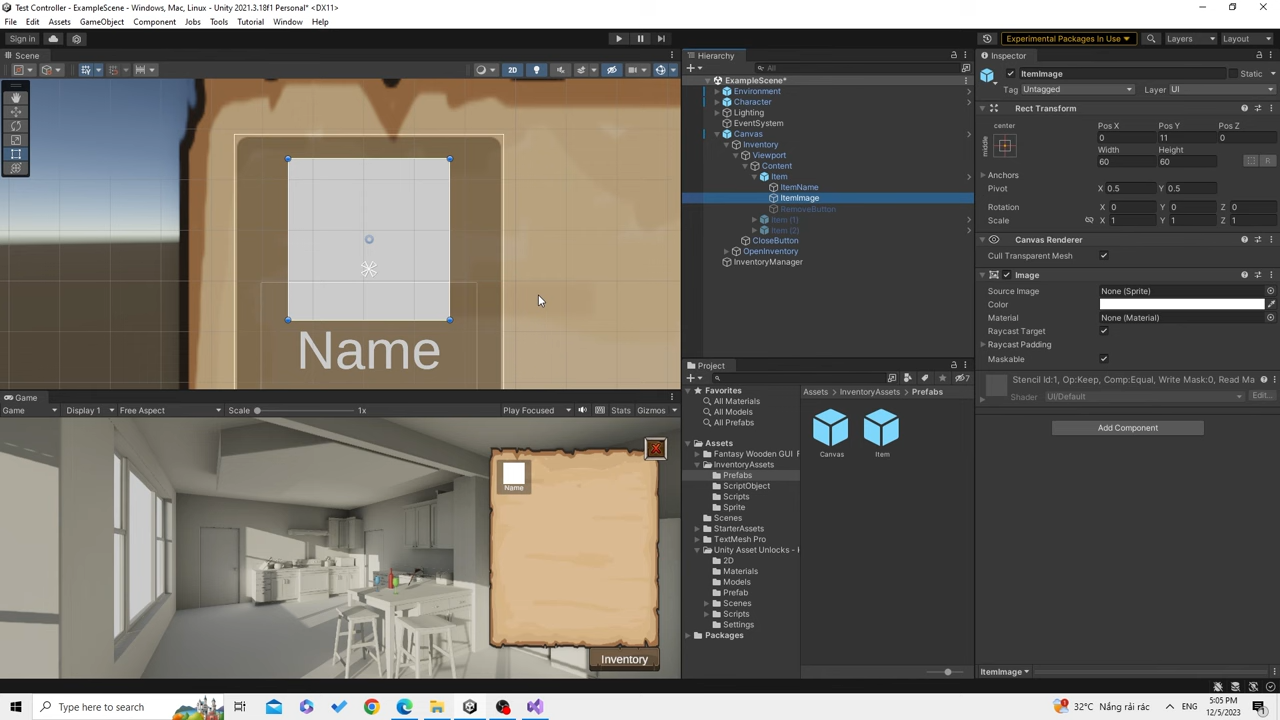 Test Controller - ExampleScene - Windows, Mac, Linux - Unity 2021.3.18f1 Personal* <DX11>
File Edit Assets GameObject Component Jobs Tools Tutorial Window Help
Sign in
Experimental Packages In Use
Layers
Layout
Scene
2D
Name
Hierarchy
All
ExampleScene*
Environment
Character
Lighting
EventSystem
Canvas
Inventory
Viewport
Content
Item
ItemName
ItemImage
RemoveButton
Item (1)
Item (2)
CloseButton
OpenInventory
InventoryManager
Inspector
ItemImage
Static
Tag Untagged Layer UI
Rect Transform
center
middle
Pos X Pos Y Pos Z
0 11 0
Width Height
60 60
R
Anchors
Pivot X 0.5 Y 0.5
Rotation X 0 Y 0 Z 0
Scale X 1 Y 1 Z 1
Canvas Renderer
Cull Transparent Mesh
Image
Source Image None (Sprite)
Color
Material None (Material)
Raycast Target
Raycast Padding
Maskable
Stencil Id:1, Op:Keep, Comp:Equal, Write Mask:0, Read Ma
Shader UI/Default Edit...
Add Component
ItemImage
Game
Game Display 1 Free Aspect Scale 1x Play Focused Stats Gizmos
Name
Inventory
Project
7
Favorites
All Materials
All Models
All Prefabs
Assets
Fantasy Wooden GUI F
InventoryAssets
Prefabs
ScriptObject
Scripts
Sprite
Scenes
StarterAssets
TextMesh Pro
Unity Asset Unlocks -
2D
Materials
Models
Prefab
Scenes
Scripts
Settings
Packages
Assets InventoryAssets Prefabs
Canvas Item
Type here to search
32°C Nắng rải rác
5:05 PM
12/5/2023